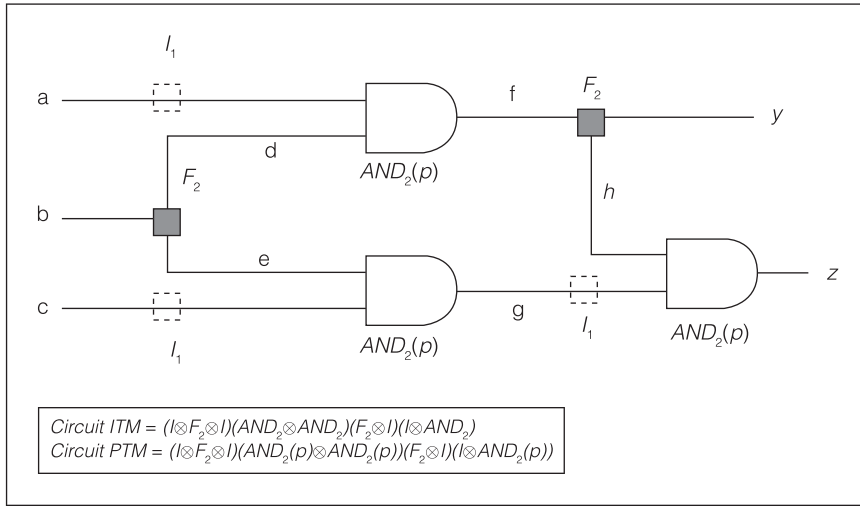 I₁
a
f
F₂
y
d
AND₂(p)
F₂
h
b
e
z
c
g
I₁
I₁
AND₂(p)
AND₂(p)
Circuit ITM = (I⊗F₂⊗I)(AND₂⊗AND₂)(F₂⊗I)(I⊗AND₂)
Circuit PTM = (I⊗F₂⊗I)(AND₂(p)⊗AND₂(p))(F₂⊗I)(I⊗AND₂(p))